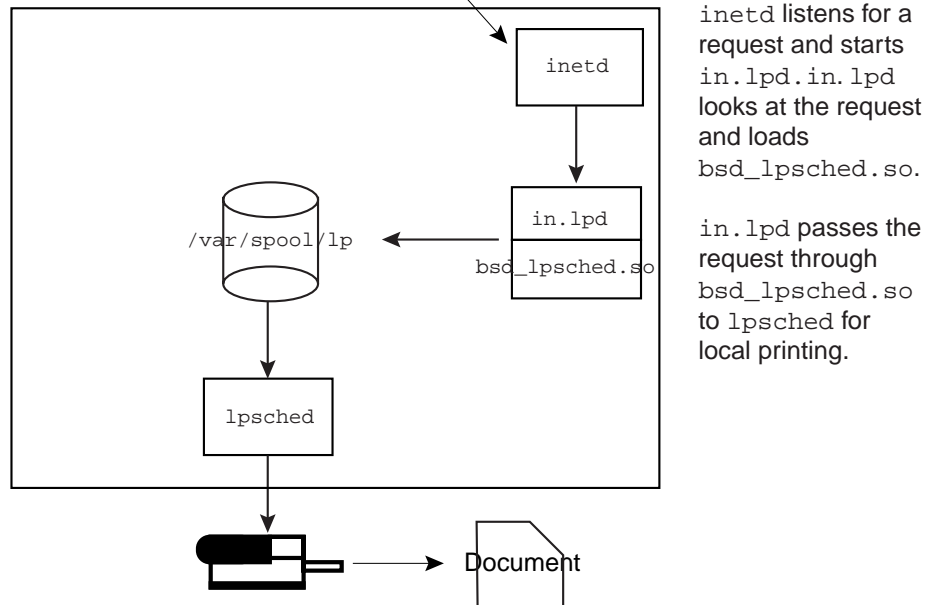 inetd
in.lpd
bsd_lpsched.so
/var/spool/lp
lpsched
Document
inetd listens for a
request and starts
in.lpd.in.lpd
looks at the request
and loads
bsd_lpsched.so.
in.lpd passes the
request through
bsd_lpsched.so
to lpsched for
local printing.